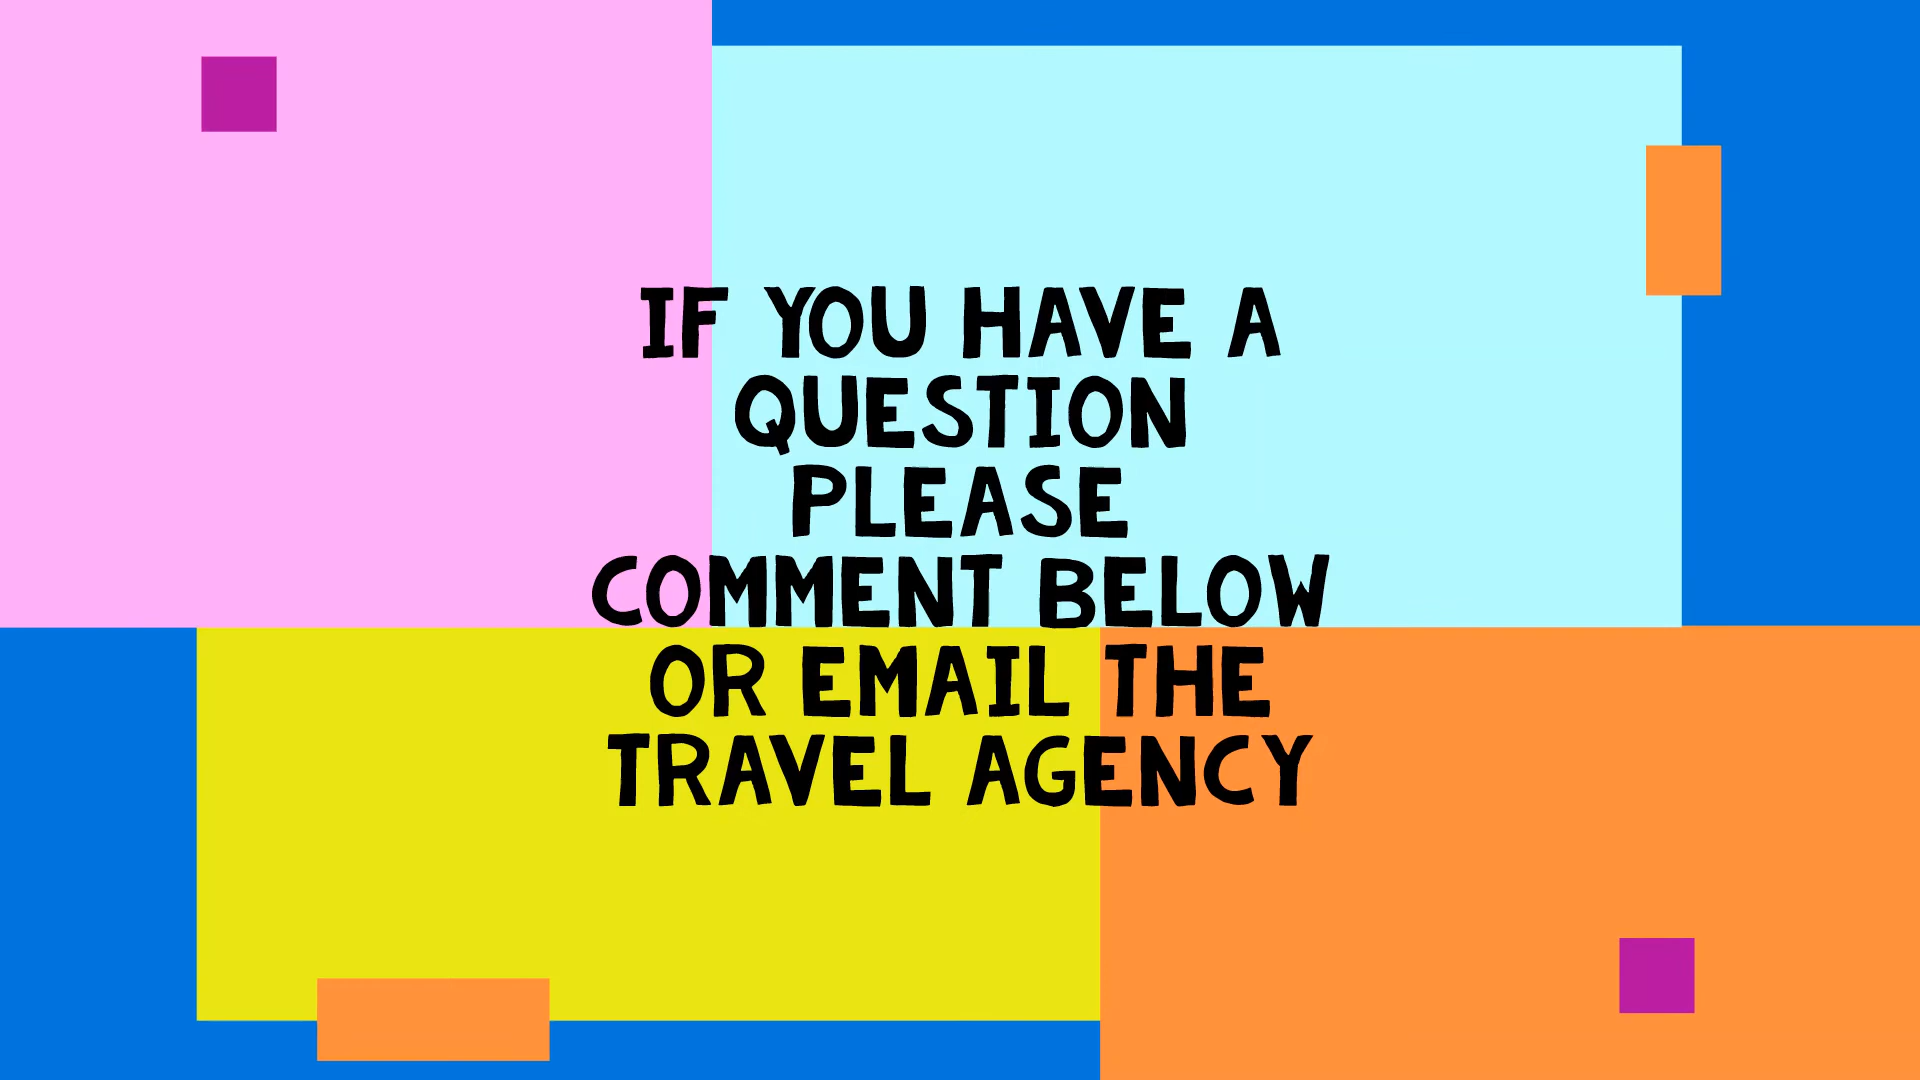 IF YOU HAVE A
QUESTION
PLEASE
COMMENT BELOW
OR EMAIL THE
TRAVEL AGENCY